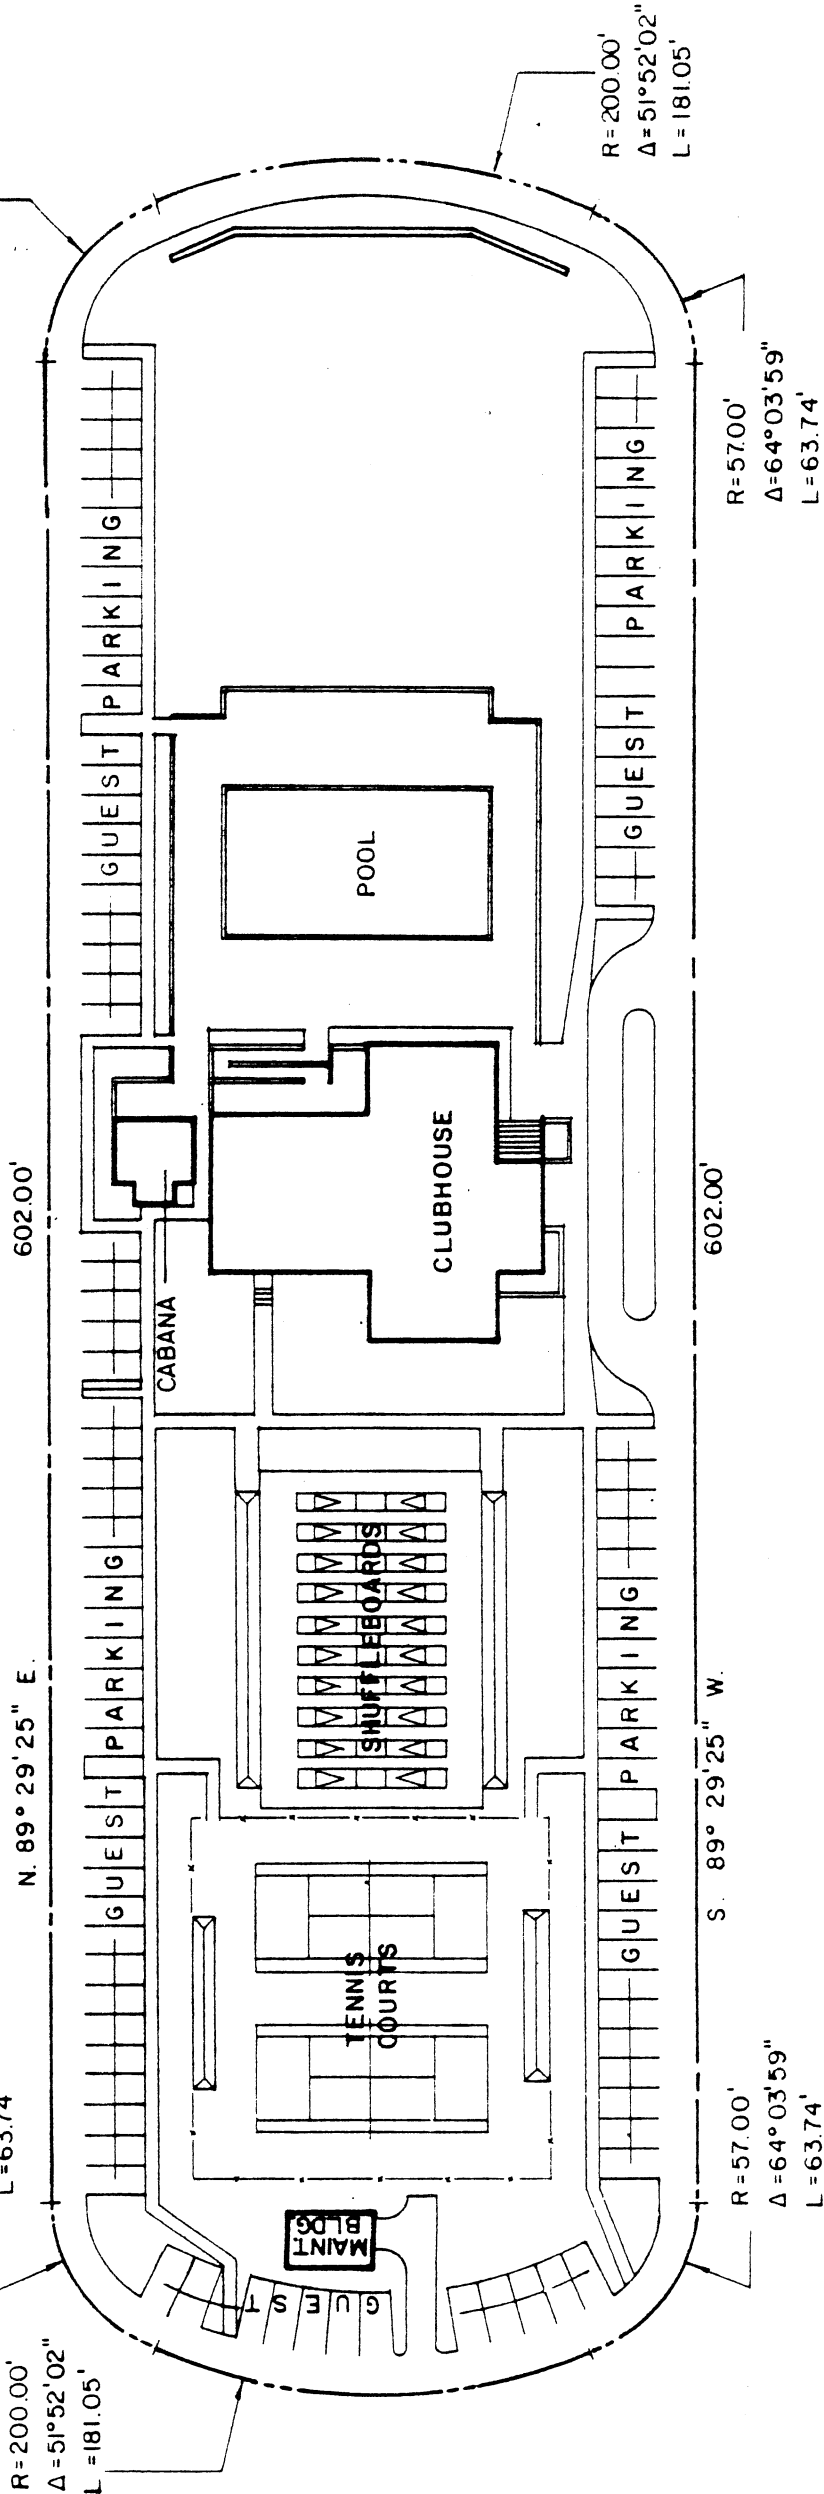 R=200.00'
Δ=51°52'02"
L=181.05'
R=57.00'
Δ=64°03'59"
L=63.74'
GUEST PARKING
GUEST PARKING
POOL
602.00'
CLUBHOUSE
CABANA
602.00'
N. 89° 29' 25" E.
GUEST PARKING
SHUFFLEBOARDS
GUEST PARKING
S. 89° 29' 25" W.
TENNIS
COURTS
L=63.74
MAINT.
BLDG
GUEST
R=57.00'
Δ=64°03'59"
L=63.74'
R=200.00'
Δ=51°52'02"
L=181.05'